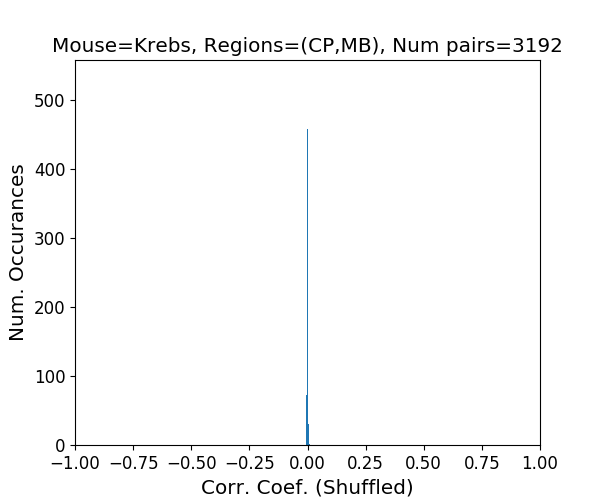 Mouse=Krebs, Regions=(CP,MB), Num pairs=3192
Num. Occurances
500
400
300
200
100
0
−1.00 −0.75 −0.50 −0.25 0.00 0.25 0.50 0.75 1.00
Corr. Coef. (Shuffled)